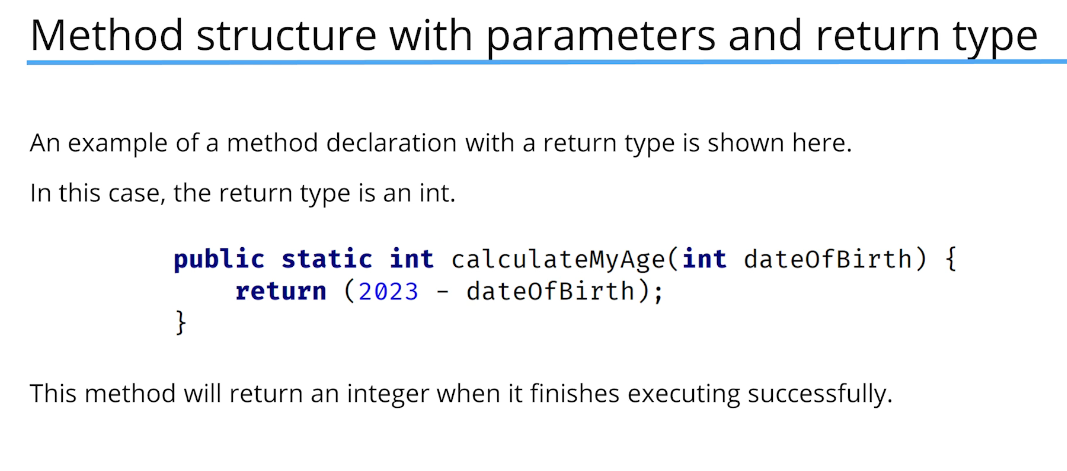 Method structure with parameters and return type
An example of a method declaration with a return type is shown here.
In this case, the return type is an int.
public static int calculateMyAge(int dateOfBirth) {
    return (2023 - dateOfBirth);
}
This method will return an integer when it finishes executing successfully.